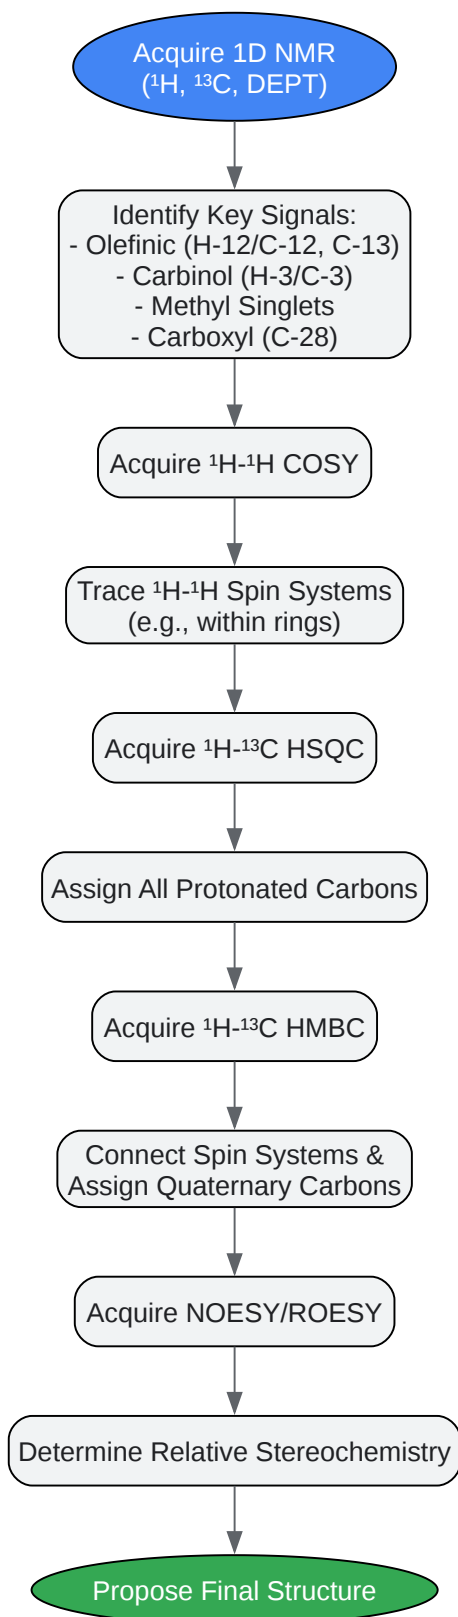 Acquire 1D NMR
(¹H, ¹³C, DEPT)
Identify Key Signals:
- Olefinic (H-12/C-12, C-13)
- Carbinol (H-3/C-3)
- Methyl Singlets
- Carboxyl (C-28)
Acquire ¹H-¹H COSY
Trace ¹H-¹H Spin Systems
(e.g., within rings)
Acquire ¹H-¹³C HSQC
Assign All Protonated Carbons
Acquire ¹H-¹³C HMBC
Connect Spin Systems &
Assign Quaternary Carbons
Acquire NOESY/ROESY
Determine Relative Stereochemistry
Propose Final Structure